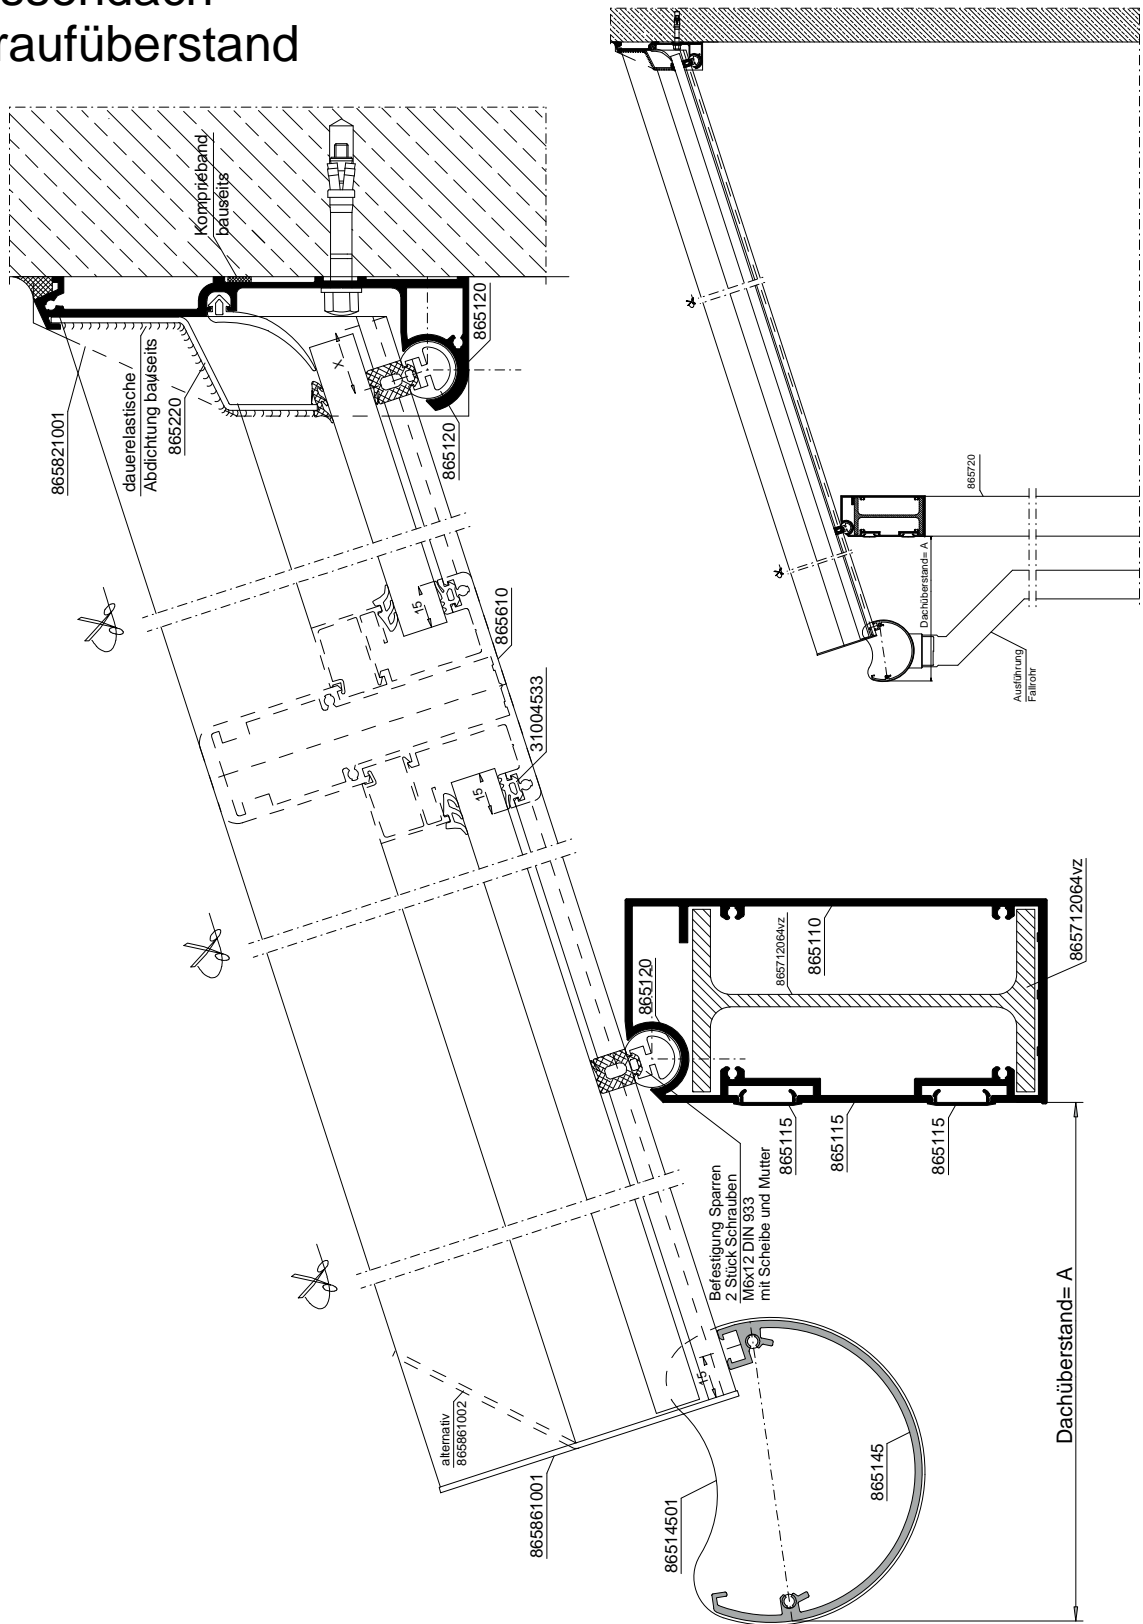 raufüberstand
Komprieband
bauseits
865821001
dauerelastische
Abdichtung bauseits
865220
865120
865120
X
15
865610
31004533
15
865720
Dachüberstand= A
Ausführung
Fallrohr
865120
865712064vz
865110
865712064vz
865115
865115
865115
Befestigung Sparren
2 Stück Schrauben
M6x12 DIN 933
mit Scheibe und Mutter
15
alternativ
865861002
865861001
86514501
865145
Dachüberstand= A